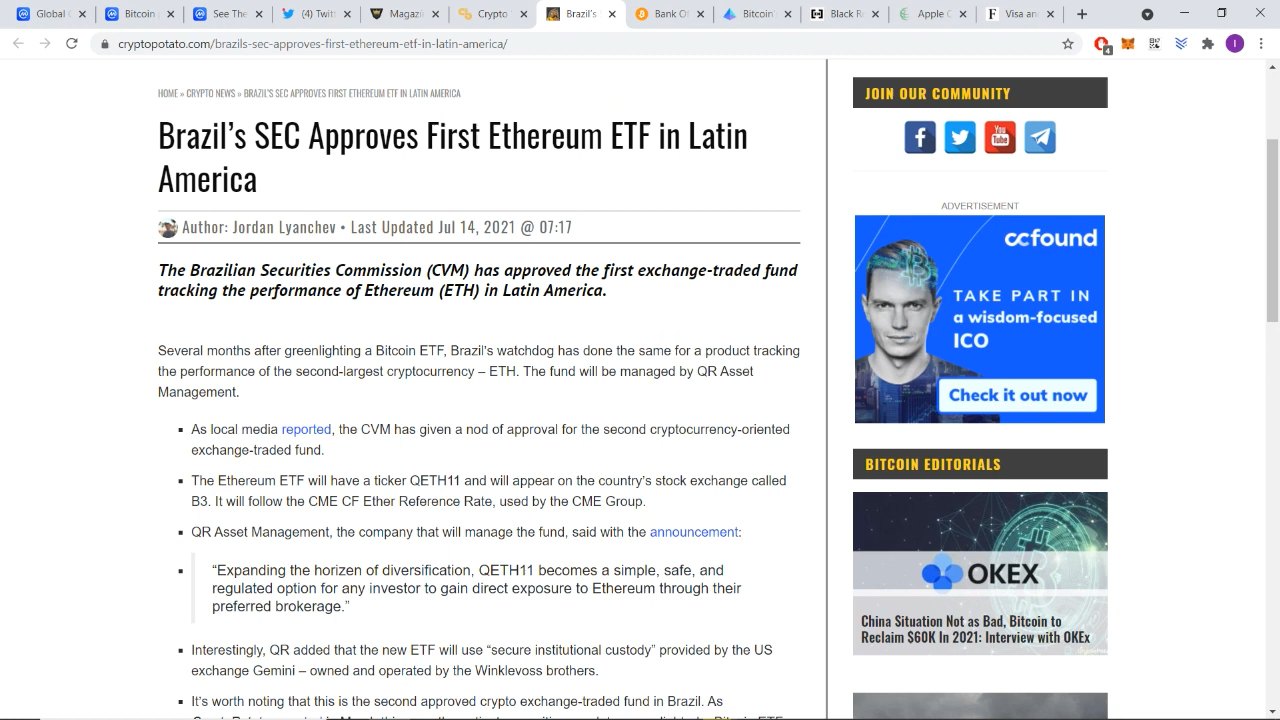 Global C
See The
(4) Twitt
Magazi
Crypto
Brazil's
Bank O
Bitcoin'
Black R
Apple C
Visa an
cryptopotato.com/brazils-sec-approves-first-ethereum-etf-in-latin-america/
4
I
HOME » CRYPTO NEWS » BRAZIL'S SEC APPROVES FIRST ETHEREUM ETF IN LATIN AMERICA
Brazil's SEC Approves First Ethereum ETF in Latin
America
Author: Jordan Lyanchev • Last Updated Jul 14, 2021 @ 07:17
The Brazilian Securities Commission (CVM) has approved the first exchange-traded fund
tracking the performance of Ethereum (ETH) in Latin America.
Several months after greenlighting a Bitcoin ETF, Brazil's watchdog has done the same for a product tracking
the performance of the second-largest cryptocurrency – ETH. The fund will be managed by QR Asset
Management.
As local media reported, the CVM has given a nod of approval for the second cryptocurrency-oriented
exchange-traded fund.
The Ethereum ETF will have a ticker QETH11 and will appear on the country's stock exchange called
B3. It will follow the CME CF Ether Reference Rate, used by the CME Group.
QR Asset Management, the company that will manage the fund, said with the announcement:
“Expanding the horizen of diversification, QETH11 becomes a simple, safe, and
regulated option for any investor to gain direct exposure to Ethereum through their
preferred brokerage.”
Interestingly, QR added that the new ETF will use “secure institutional custody” provided by the US
exchange Gemini – owned and operated by the Winklevoss brothers.
It's worth noting that this is the second approved crypto exchange-traded fund in Brazil. As
JOIN OUR COMMUNITY
You
Tube
ADVERTISEMENT
ccfound
TAKE PART IN
a wisdom-focused
ICO
Check it out now
BITCOIN EDITORIALS
OKEX
China Situation Not as Bad, Bitcoin to
Reclaim $60K In 2021: Interview with OKEx